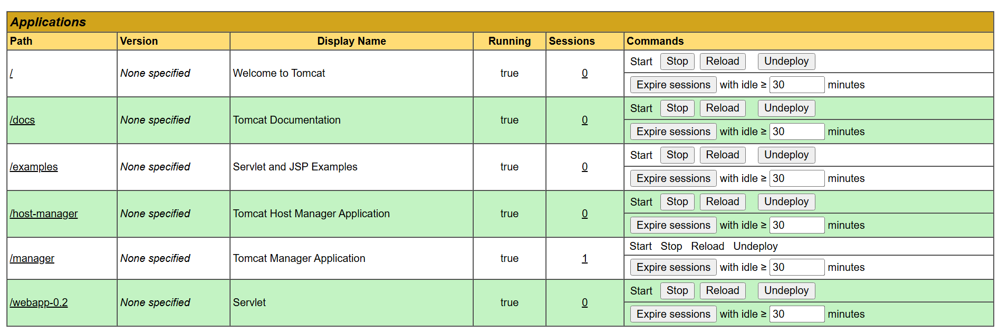 Applications
Path Version Display Name Running Sessions Commands
/ None specified Welcome to Tomcat true 0 Start Stop Reload Undeploy
Expire sessions with idle ≥ 30 minutes
/docs None specified Tomcat Documentation true 0 Start Stop Reload Undeploy
Expire sessions with idle ≥ 30 minutes
/examples None specified Servlet and JSP Examples true 0 Start Stop Reload Undeploy
Expire sessions with idle ≥ 30 minutes
/host-manager None specified Tomcat Host Manager Application true 0 Start Stop Reload Undeploy
Expire sessions with idle ≥ 30 minutes
/manager None specified Tomcat Manager Application true 1 Start Stop Reload Undeploy
Expire sessions with idle ≥ 30 minutes
/webapp-0.2 None specified Servlet true 0 Start Stop Reload Undeploy
Expire sessions with idle ≥ 30 minutes